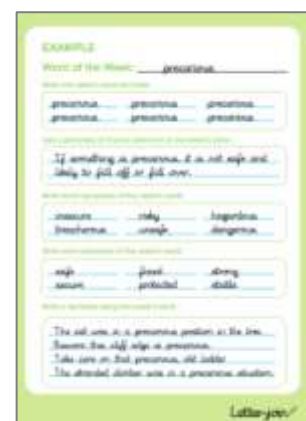 EXAMPLE
Word of the Week: precarious
precarious precarious precarious
precarious precarious precarious
If something is precarious, it is not safe and
likely to fall off or fall over.
insecure risky hazardous
treacherous unsafe dangerous
safe fixed strong
secure protected stable
The cat was in a precarious position in the tree.
Beware this cliff edge is precarious.
Take care on that precarious, old ladder.
The stranded climber was in a precarious situation.
Letter-join